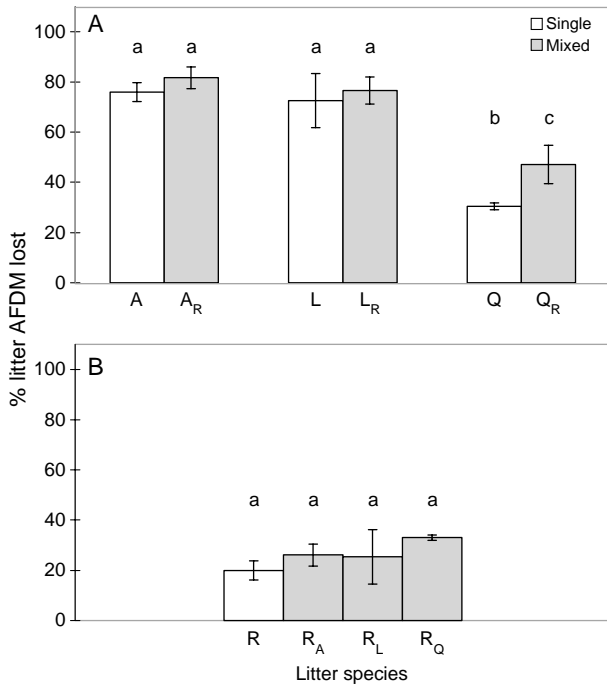 A
Single
Mixed
100
80
60
40
20
0
a a a a b c
A A_R L L_R Q Q_R
% litter AFDM lost
B
100
80
60
40
20
0
a a a a
R R_A R_L R_Q
Litter species